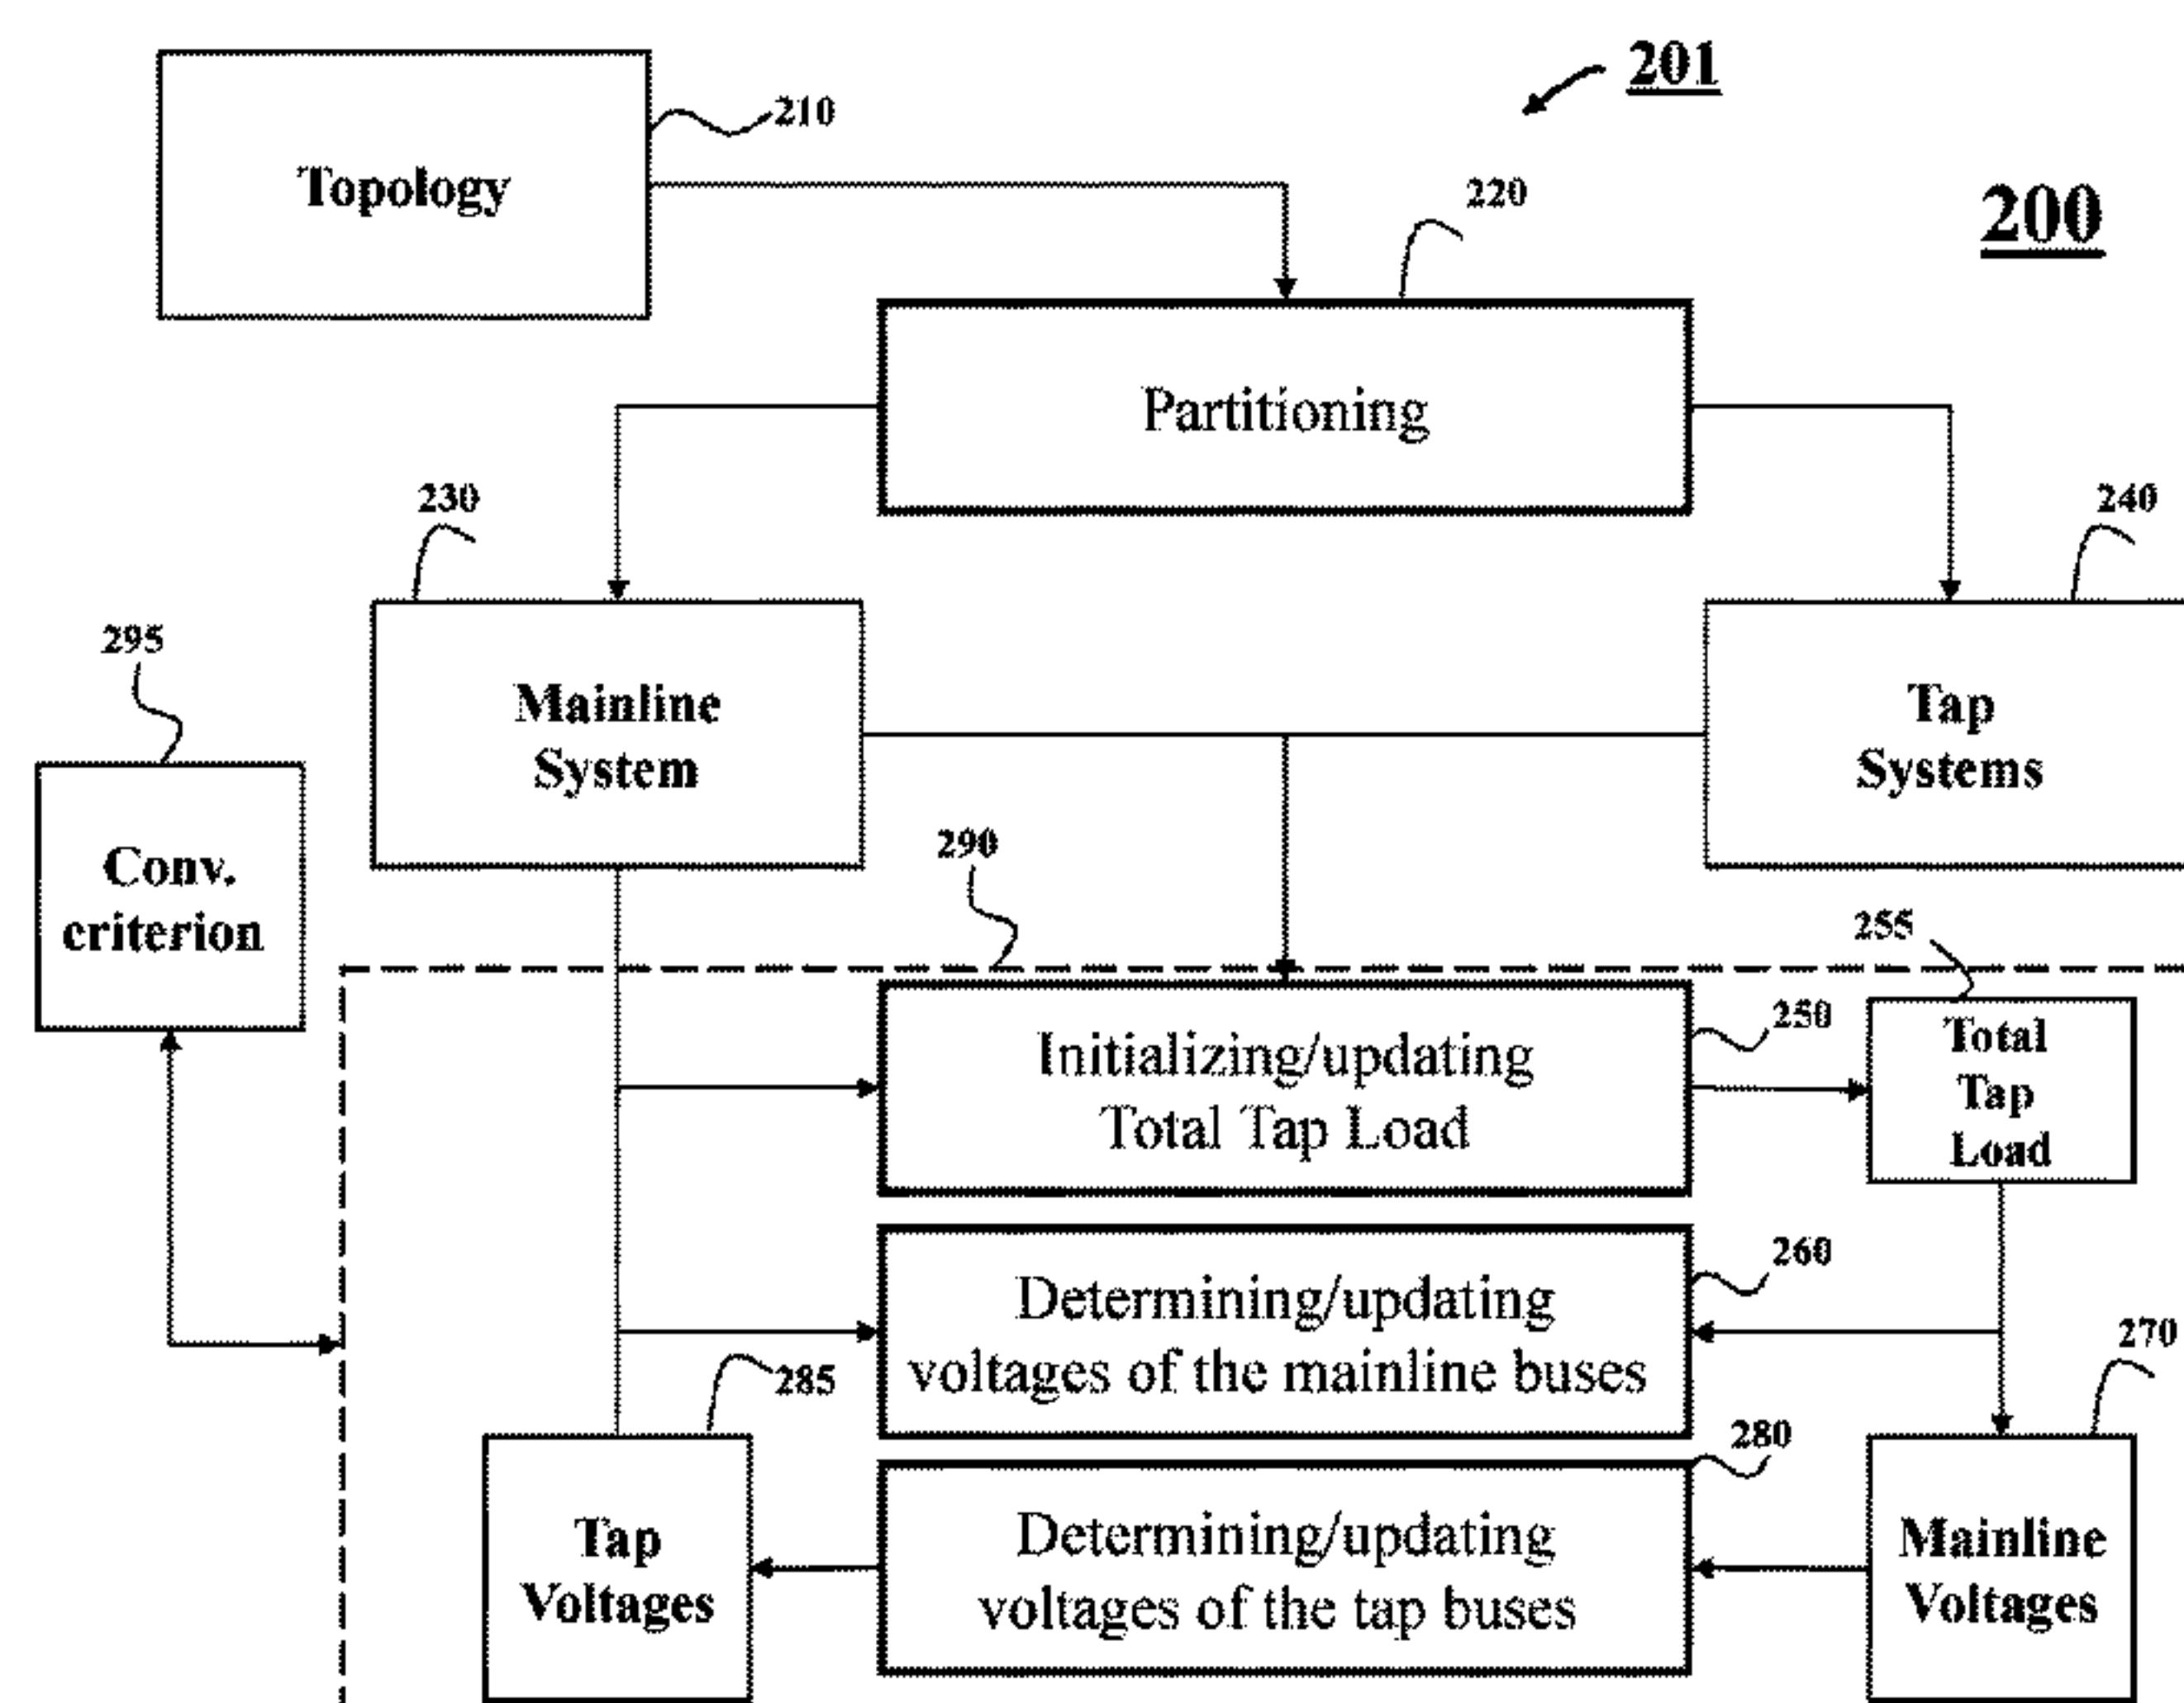 201
210
Topology
220
200
Partitioning
230
240
295
Mainline
System
Tap
Systems
290
Conv.
criterion
255
250
Initializing/updating
Total Tap Load
Total
Tap
Load
260
Determining/updating
voltages of the mainline buses
270
285
280
Tap
Voltages
Determining/updating
voltages of the tap buses
Mainline
Voltages